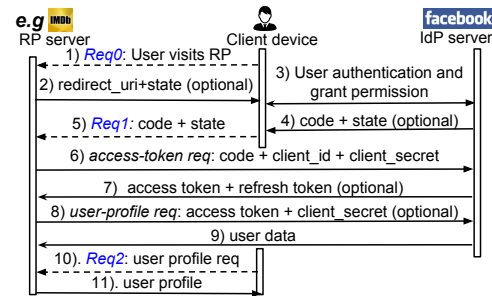 e.g IMDb
facebook
RP server
Client device
IdP server
1) Req0: User visits RP
2) redirect_uri+state (optional)
3) User authentication and
grant permission
4) code + state (optional)
5) Req1: code + state
6) access-token req: code + client_id + client_secret
7) access token + refresh token (optional)
8) user-profile req: access token + client_secret (optional)
9) user data
10). Req2: user profile req
11). user profile